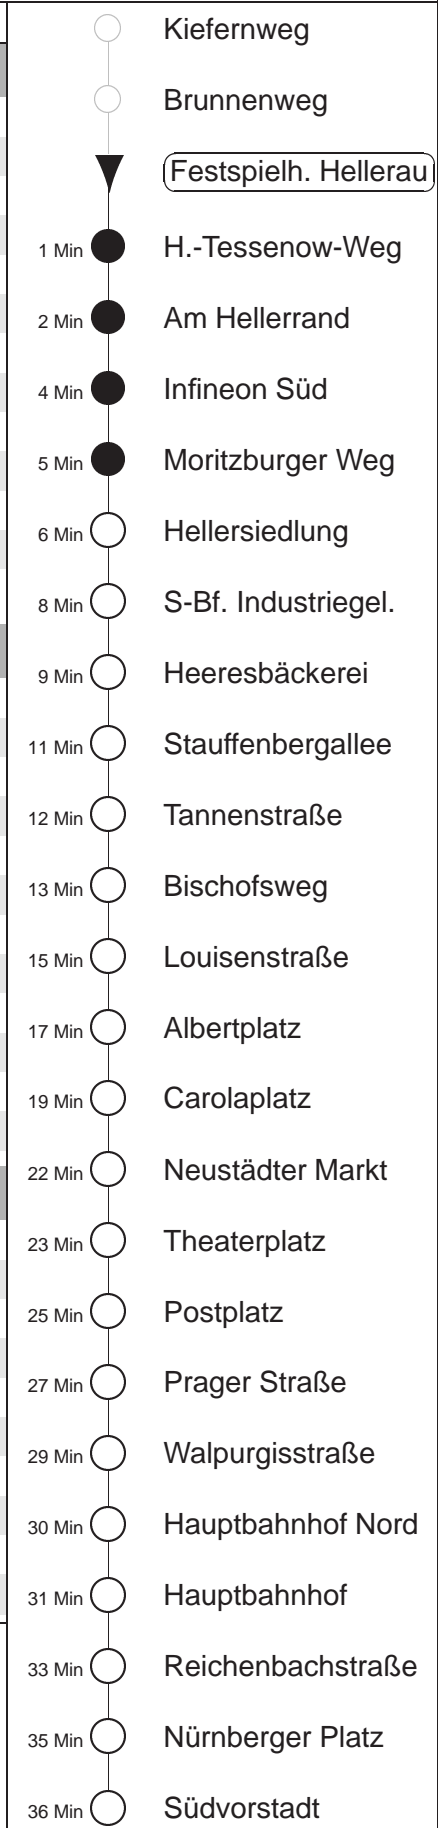 Kiefernweg
Brunnenweg
Festspielh. Hellerau
1 Min H.-Tessenow-Weg
2 Min Am Hellerrand
4 Min Infineon Süd
5 Min Moritzburger Weg
6 Min Hellersiedlung
8 Min S-Bf. Industriegel.
9 Min Heeresbäckerei
11 Min Stauffenbergallee
12 Min Tannenstraße
13 Min Bischofsweg
15 Min Louisenstraße
17 Min Albertplatz
19 Min Carolaplatz
22 Min Neustädter Markt
23 Min Theaterplatz
25 Min Postplatz
27 Min Prager Straße
29 Min Walpurgisstraße
30 Min Hauptbahnhof Nord
31 Min Hauptbahnhof
33 Min Reichenbachstraße
35 Min Nürnberger Platz
36 Min Südvorstadt